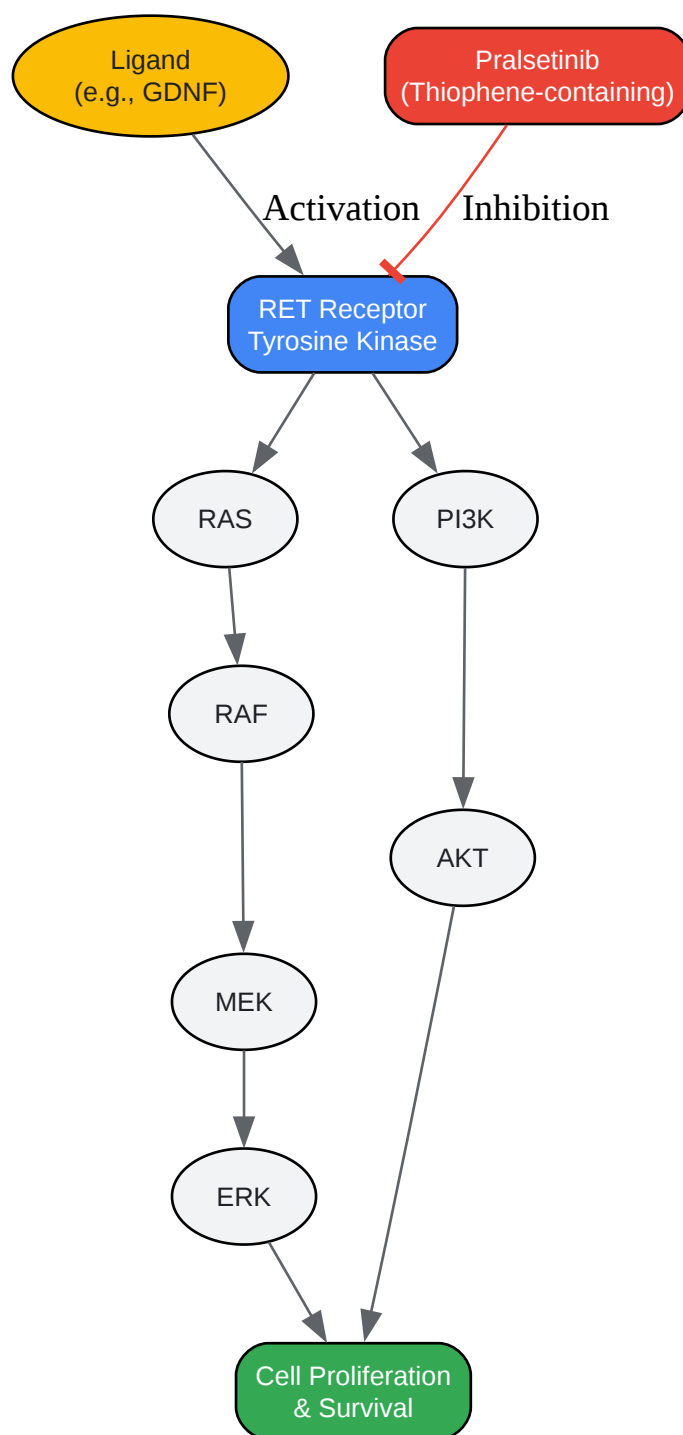 Ligand
(e.g., GDNF)
Pralsetinib
(Thiophene-containing)
Activation
Inhibition
RET Receptor
Tyrosine Kinase
RAS
PI3K
RAF
AKT
MEK
ERK
Cell Proliferation
& Survival